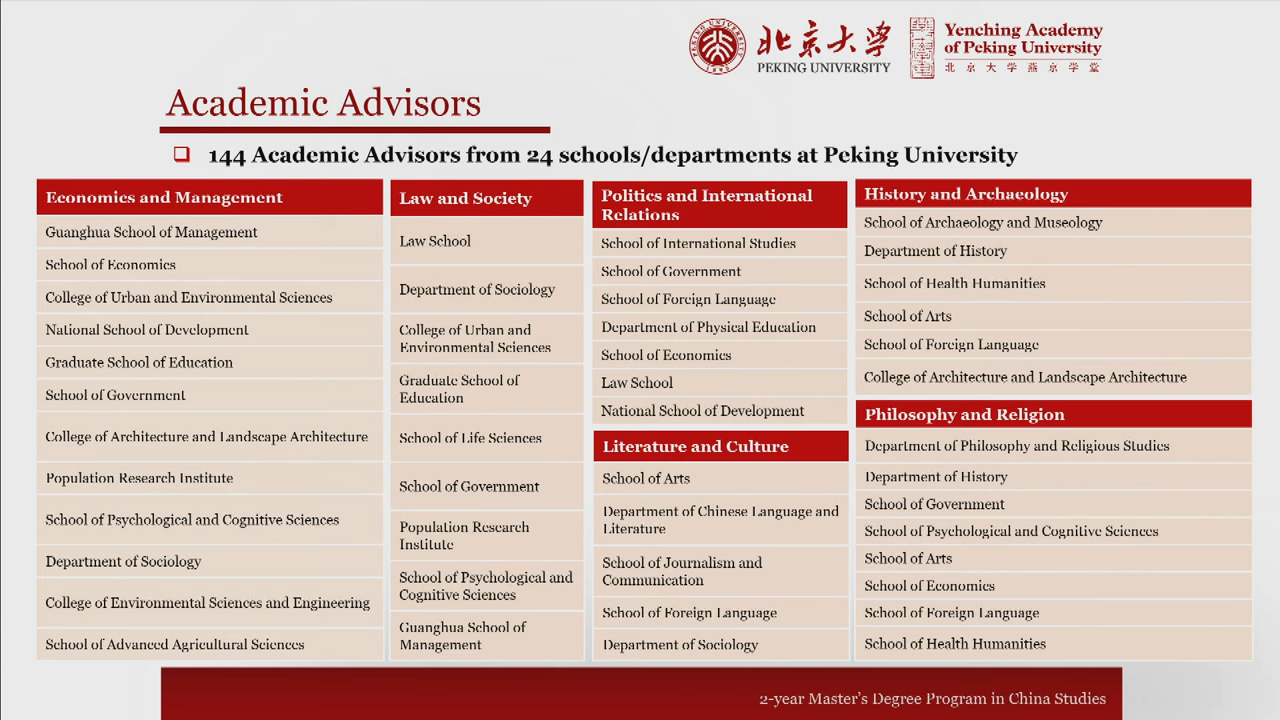 北京大学
PEKING UNIVERSITY
Yenching Academy
of Peking University
北京大学燕京学堂
Academic Advisors
144 Academic Advisors from 24 schools/departments at Peking University
Economics and Management
Guanghua School of Management
School of Economics
College of Urban and Environmental Sciences
National School of Development
Graduate School of Education
School of Government
College of Architecture and Landscape Architecture
Population Research Institute
School of Psychological and Cognitive Sciences
Department of Sociology
College of Environmental Sciences and Engineering
School of Advanced Agricultural Sciences
Law and Society
Law School
Department of Sociology
College of Urban and
Environmental Sciences
Graduate School of
Education
School of Life Sciences
School of Government
Population Research
Institute
School of Psychological and
Cognitive Sciences
Guanghua School of
Management
Politics and International
Relations
School of International Studies
School of Government
School of Foreign Language
Department of Physical Education
School of Economics
Law School
National School of Development
Literature and Culture
School of Arts
Department of Chinese Language and
Literature
School of Journalism and
Communication
School of Foreign Language
Department of Sociology
History and Archaeology
School of Archaeology and Museology
Department of History
School of Health Humanities
School of Arts
School of Foreign Language
College of Architecture and Landscape Architecture
Philosophy and Religion
Department of Philosophy and Religious Studies
Department of History
School of Government
School of Psychological and Cognitive Sciences
School of Arts
School of Economics
School of Foreign Language
School of Health Humanities
2-year Master's Degree Program in China Studies